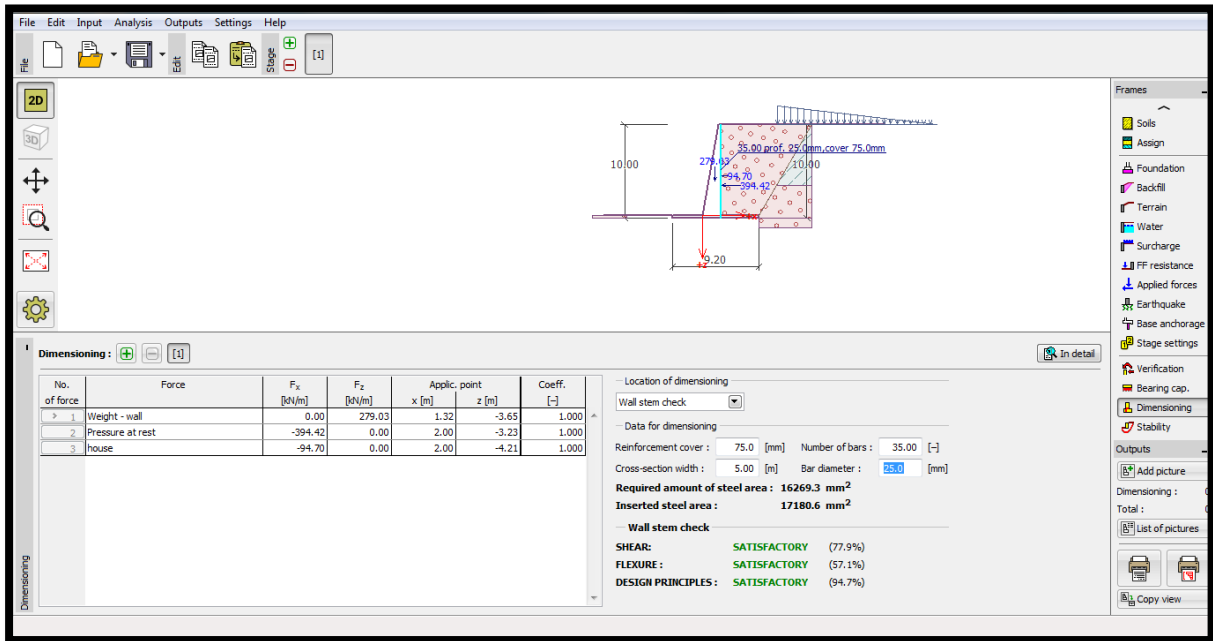 File Edit Input Analysis Outputs Settings Help
File
Edit
Stage
[1]
2D
3D
10.00
35.00 prof. 25.0mm,cover 75.0mm
279.03
10.00
-94.70
-394.42
+x
+z
9.20
Frames
Soils
Assign
Foundation
Backfill
Terrain
Water
Surcharge
FF resistance
Applied forces
Earthquake
Base anchorage
Stage settings
Verification
Bearing cap.
Dimensioning
Stability
Outputs
Add picture
Dimensioning : 0
Total : 0
List of pictures
Copy view
Dimensioning
Dimensioning : [1] In detail
No. Force Fx Fz Applic. point Coeff.
of force [kN/m] [kN/m] x [m] z [m] [-]
> 1 Weight - wall 0.00 279.03 1.32 -3.65 1.000
2 Pressure at rest -394.42 0.00 2.00 -3.23 1.000
3 house -94.70 0.00 2.00 -4.21 1.000
Location of dimensioning
Wall stem check
Data for dimensioning
Reinforcement cover : 75.0 [mm] Number of bars : 35.00 [-]
Cross-section width : 5.00 [m] Bar diameter : 25.0 [mm]
Required amount of steel area : 16269.3 mm²
Inserted steel area : 17180.6 mm²
Wall stem check
SHEAR: SATISFACTORY (77.9%)
FLEXURE : SATISFACTORY (57.1%)
DESIGN PRINCIPLES : SATISFACTORY (94.7%)